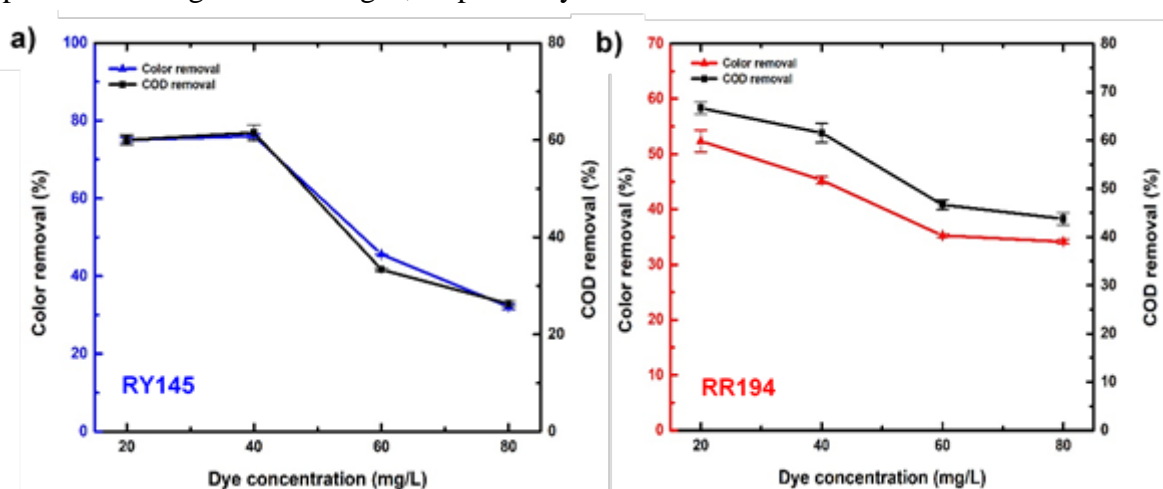 a)
Color removal
COD removal
Color removal (%)
100
80
60
40
20
0
COD removal (%)
80
60
40
20
0
RY145
20 40 60 80
Dye concentration (mg/L)
b)
Color removal
COD removal
Color removal (%)
70
60
50
40
30
20
10
0
COD removal (%)
80
70
60
50
40
30
20
10
0
RR194
20 40 60 80
Dye concentration (mg/L)